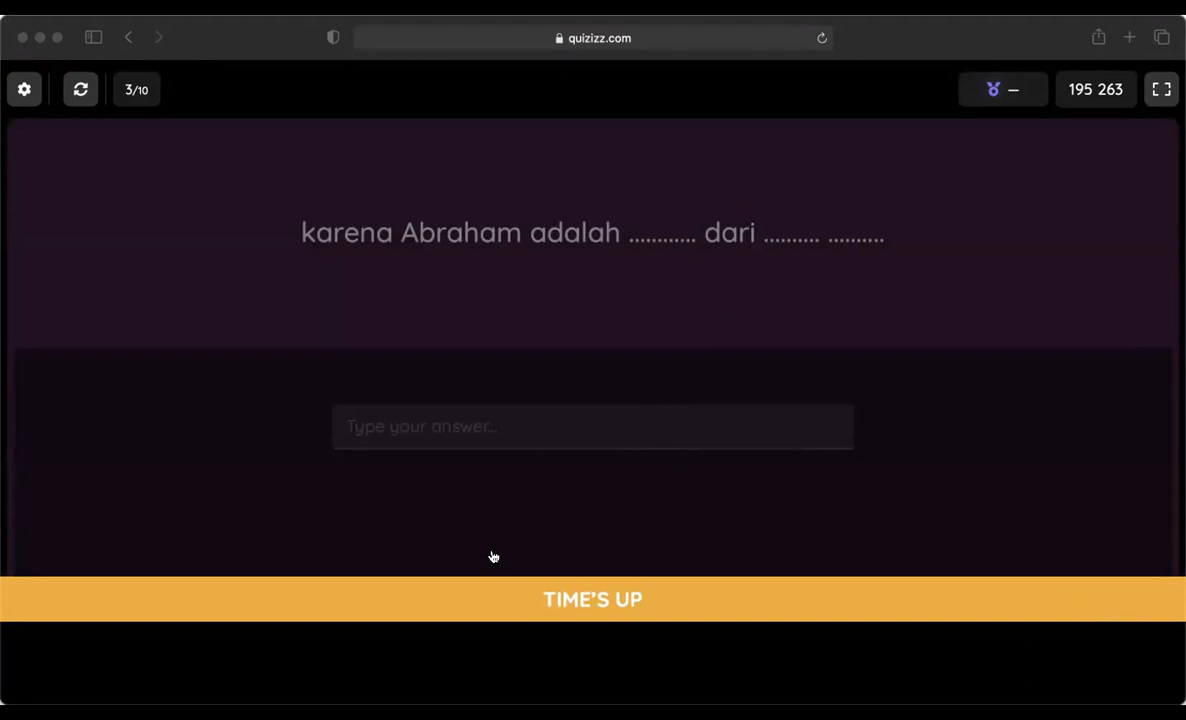 quizizz.com
3/10
–
195 263
karena Abraham adalah ............ dari .......... ..........
Type your answer...
TIME'S UP